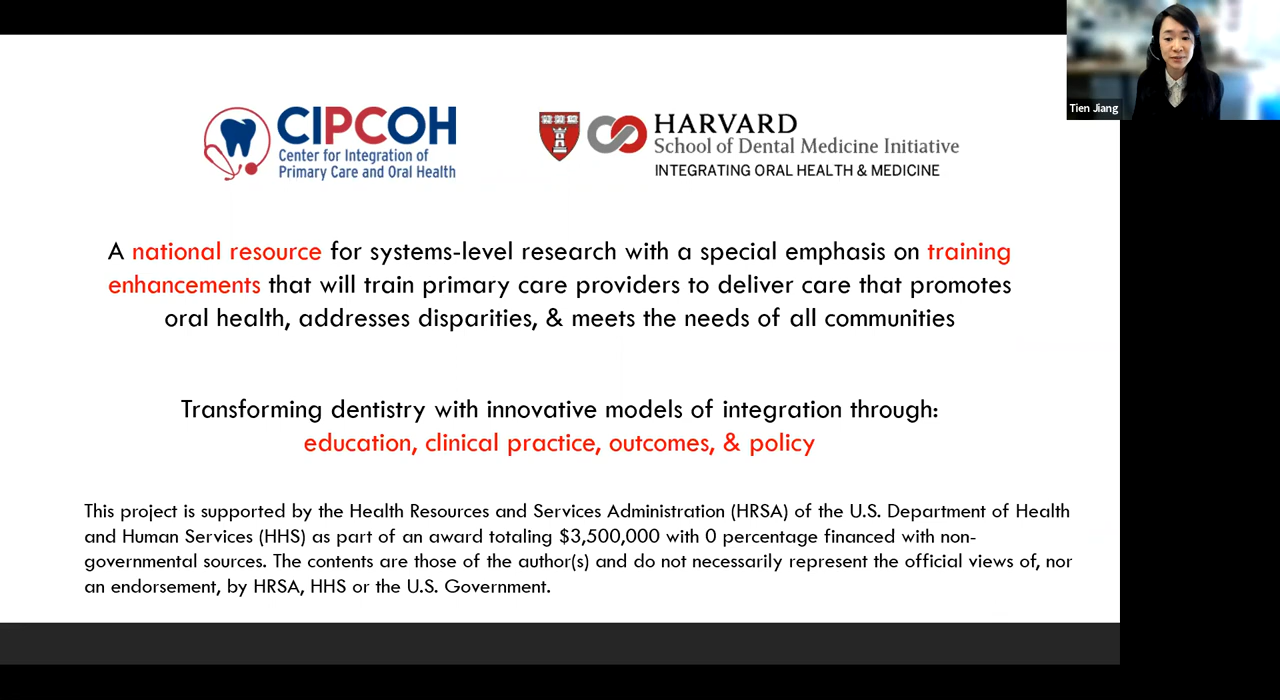 Tien Jiang
CIPCOH
Center for Integration of
Primary Care and Oral Health
HARVARD
School of Dental Medicine Initiative
INTEGRATING ORAL HEALTH & MEDICINE
A national resource for systems-level research with a special emphasis on training
enhancements that will train primary care providers to deliver care that promotes
oral health, addresses disparities, & meets the needs of all communities
Transforming dentistry with innovative models of integration through:
education, clinical practice, outcomes, & policy
This project is supported by the Health Resources and Services Administration (HRSA) of the U.S. Department of Health
and Human Services (HHS) as part of an award totaling $3,500,000 with 0 percentage financed with non-
governmental sources. The contents are those of the author(s) and do not necessarily represent the official views of, nor
an endorsement, by HRSA, HHS or the U.S. Government.